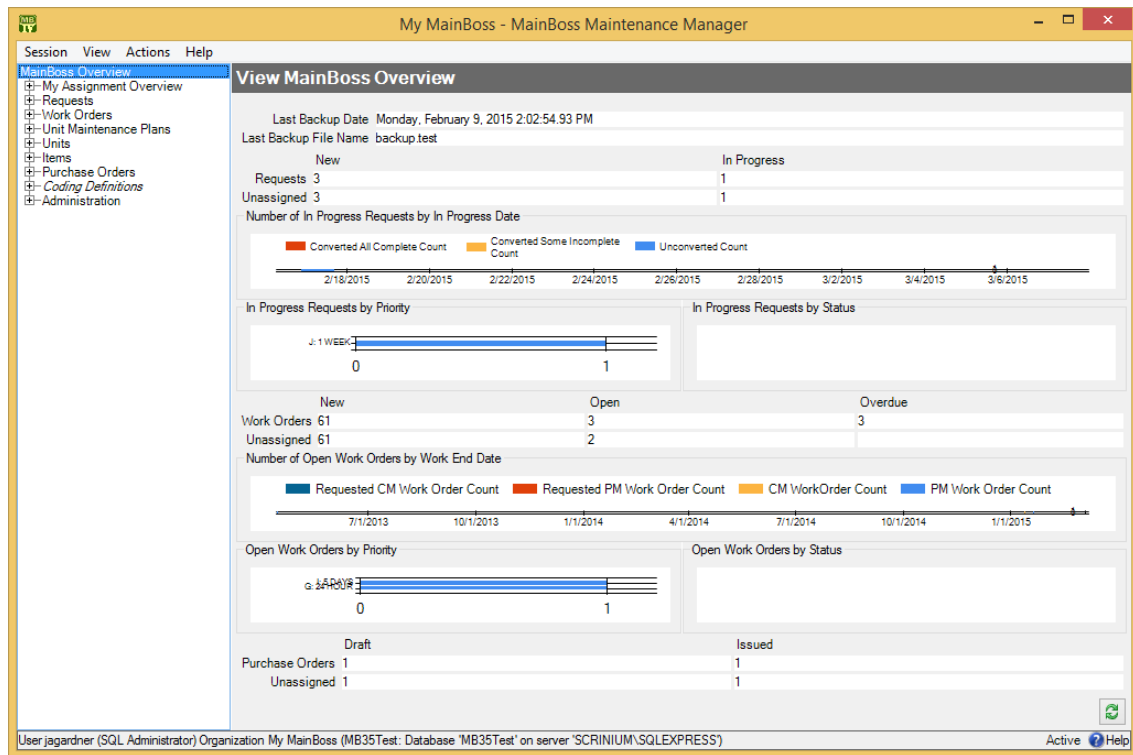 MB
My MainBoss - MainBoss Maintenance Manager
Session View Actions Help
MainBoss Overview
My Assignment Overview
Requests
Work Orders
Unit Maintenance Plans
Units
Items
Purchase Orders
Coding Definitions
Administration
View MainBoss Overview
Last Backup Date Monday, February 9, 2015 2:02:54.93 PM
Last Backup File Name backup.test
New In Progress
Requests 3 1
Unassigned 3 1
Number of In Progress Requests by In Progress Date
Converted All Complete Count Converted Some Incomplete Count Unconverted Count
2/18/2015 2/20/2015 2/22/2015 2/24/2015 2/26/2015 2/28/2015 3/2/2015 3/4/2015 3/6/2015
In Progress Requests by Priority In Progress Requests by Status
J: 1 WEEK
0 1
New Open Overdue
Work Orders 61 3 3
Unassigned 61 2
Number of Open Work Orders by Work End Date
Requested CM Work Order Count Requested PM Work Order Count CM WorkOrder Count PM Work Order Count
7/1/2013 10/1/2013 1/1/2014 4/1/2014 7/1/2014 10/1/2014 1/1/2015
Open Work Orders by Priority Open Work Orders by Status
G: 24 HOUR
0 1
Draft Issued
Purchase Orders 1 1
Unassigned 1 1
User jagardner (SQL Administrator) Organization My MainBoss (MB35Test: Database 'MB35Test' on server 'SCRINIUM\SQLEXPRESS') Active Help